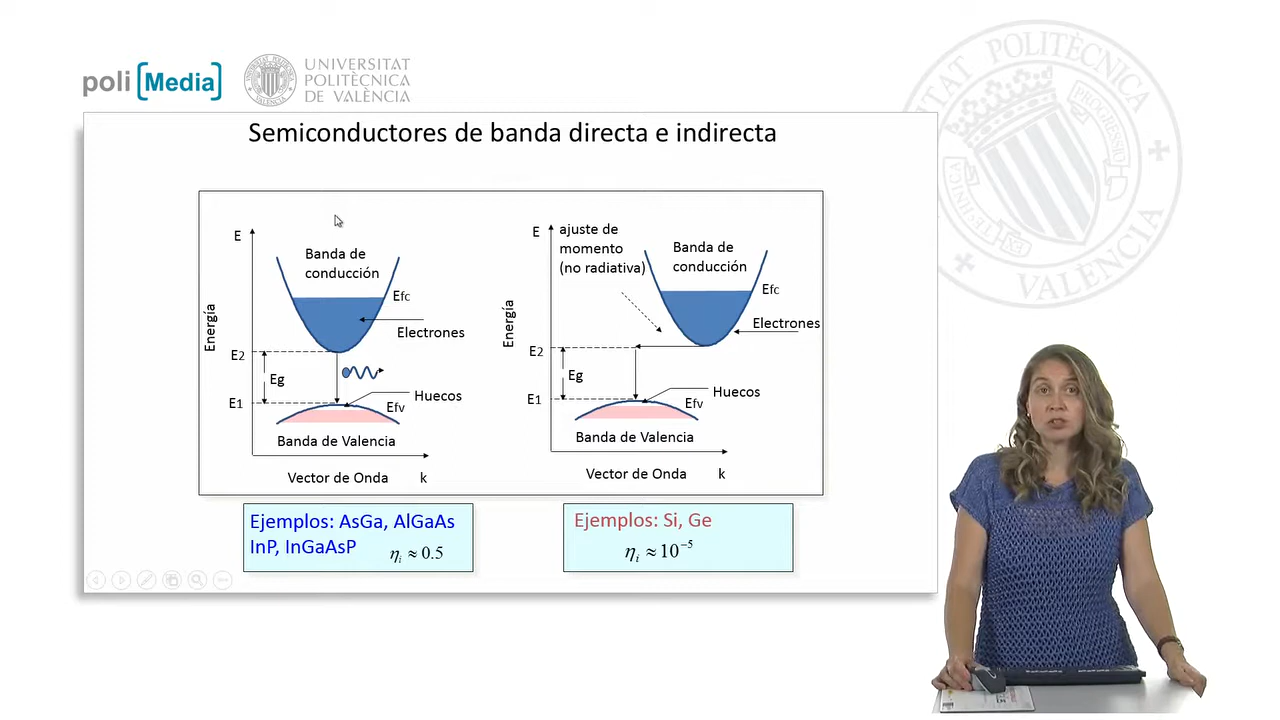 poli [Media]
UNIVERSITAT
POLITÈCNICA
DE VALÈNCIA
Semiconductores de banda directa e indirecta
E
Banda de
conducción
Efc
Electrones
Energía
E2
Eg
Huecos
E1
Efv
Banda de Valencia
Vector de Onda k
E
ajuste de
momento
(no radiativa)
Banda de
conducción
Efc
Electrones
Energía
E2
Eg
Huecos
E1
Efv
Banda de Valencia
Vector de Onda k
Ejemplos: AsGa, AlGaAs
InP, InGaAsP ηi ≈ 0.5
Ejemplos: Si, Ge
ηi ≈ 10⁻⁵
POLITÈCNICA
VALÈNCIA